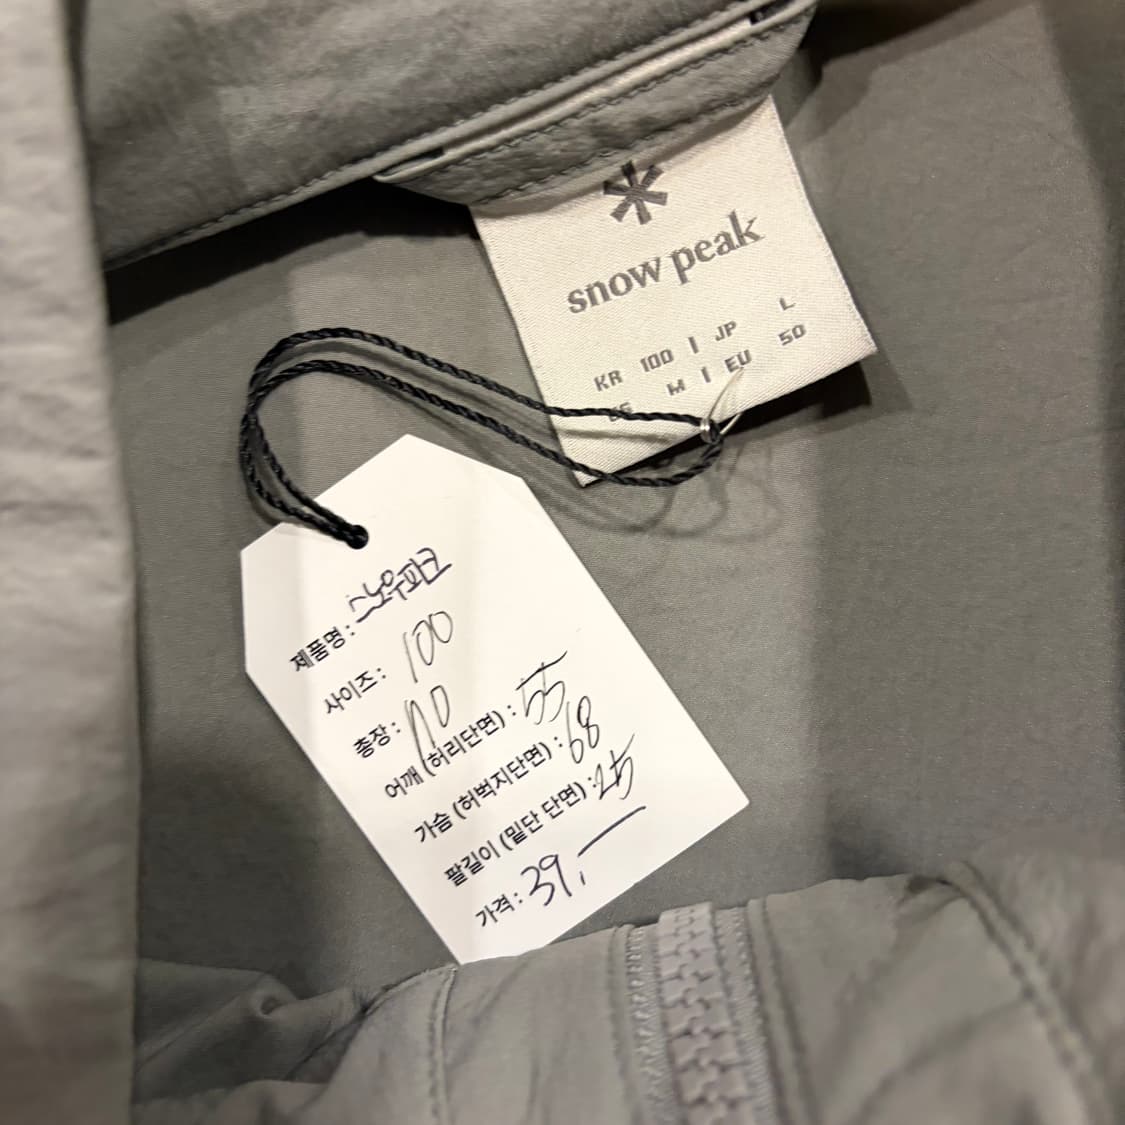 snow peak
KR 100 | JP L
M | EU 50
제품명: 스노우피크
사이즈: 100
총장: 70
어깨 (허리단면): 55
가슴 (허벅지단면): 68
팔길이 (밑단 단면): 25
가격: 39,—